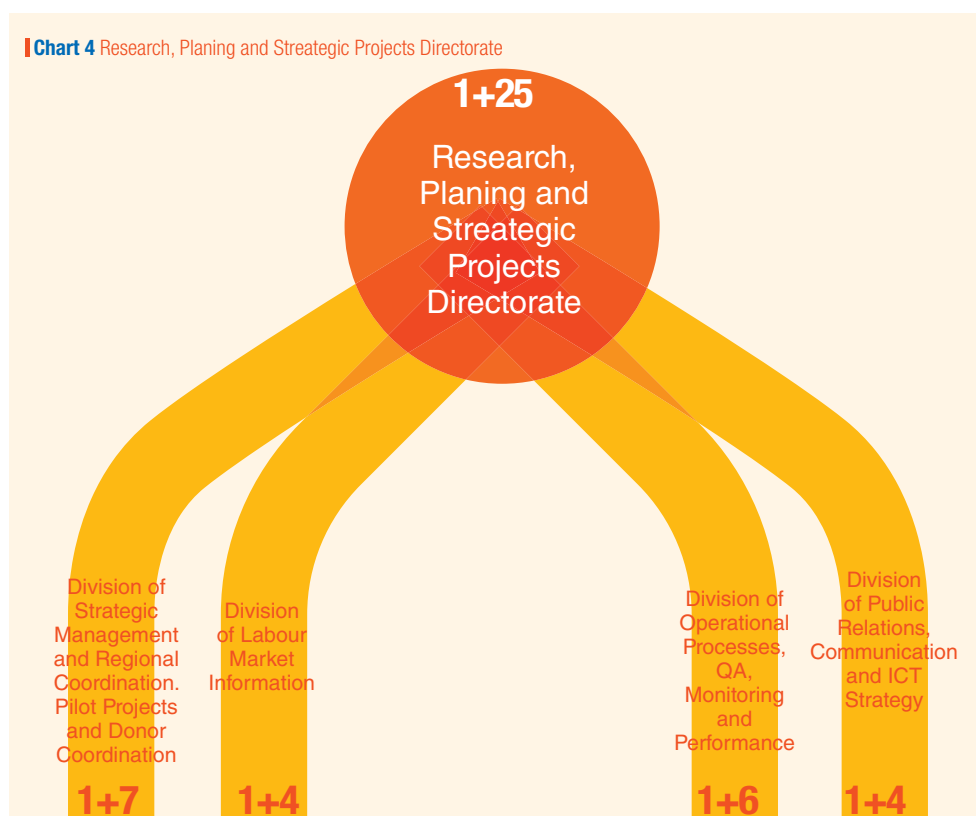 Chart 4 Research, Planing and Streategic Projects Directorate
1+25
Research,
Planing and
Streategic
Projects
Directorate
Division of
Strategic
Management
and Regional
Coordination.
Pilot Projects
and Donor
Coordination
1+7
Division
of Labour
Market
Information
1+4
Division of
Operational
Processes,
QA,
Monitoring
and
Performance
1+6
Division
of Public
Relations,
Communication
and ICT
Strategy
1+4